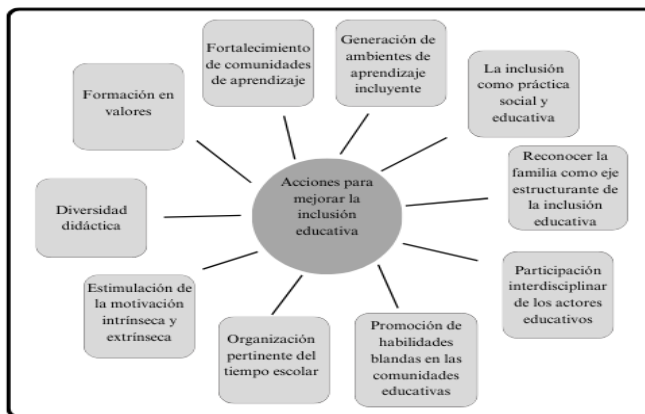 Fortalecimiento
de comunidades
de aprendizaje
Generación de
ambientes de
aprendizaje
incluyente
La inclusión
como práctica
social y
educativa
Formación en
valores
Reconocer la
familia como eje
estructurante de
la inclusión
educativa
Acciones para
mejorar la
inclusión
educativa
Diversidad
didáctica
Participación
interdisciplinar
de los actores
educativos
Estimulación de
la motivación
intrínseca y
extrínseca
Organización
pertinente del
tiempo escolar
Promoción de
habilidades
blandas en las
comunidades
educativas